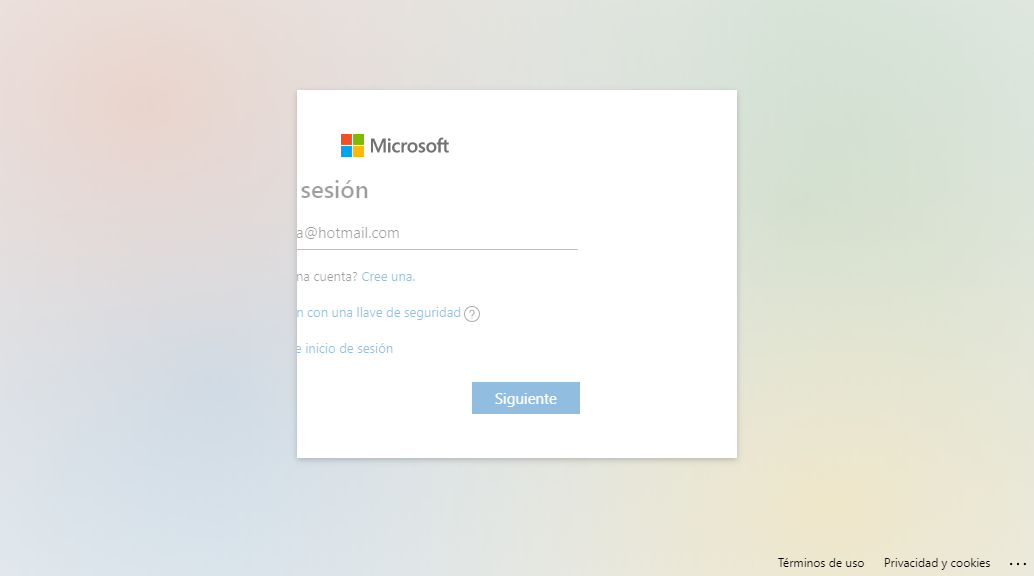 Microsoft
sesión
a@hotmail.com
na cuenta? Cree una.
n con una llave de seguridad ?
e inicio de sesión
Siguiente
Términos de uso Privacidad y cookies ...